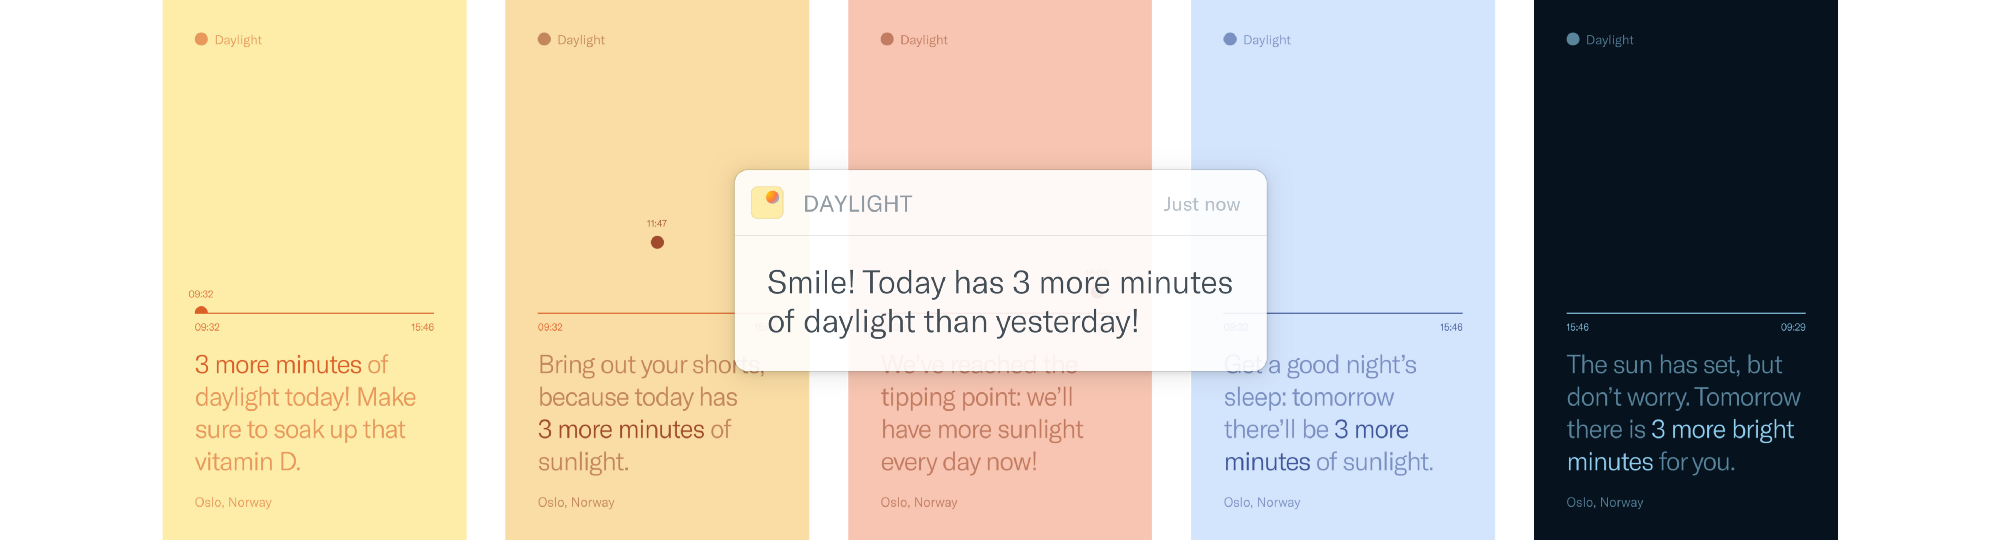 Daylight
09:32
09:32
15:46
3 more minutes of
daylight today! Make
sure to soak up that
vitamin D.
Oslo, Norway
Daylight
11:47
09:32
Bring out your shorts,
because today has
3 more minutes of
sunlight.
Oslo, Norway
Daylight
We've reached the
tipping point: we'll
have more sunlight
every day now!
Oslo, Norway
DAYLIGHT
Just now
Smile! Today has 3 more minutes
of daylight than yesterday!
Daylight
09:32
15:46
Get a good night’s
sleep: tomorrow
there’ll be 3 more
minutes of sunlight.
Oslo, Norway
Daylight
15:46
09:29
The sun has set, but
don’t worry. Tomorrow
there is 3 more bright
minutes for you.
Oslo, Norway